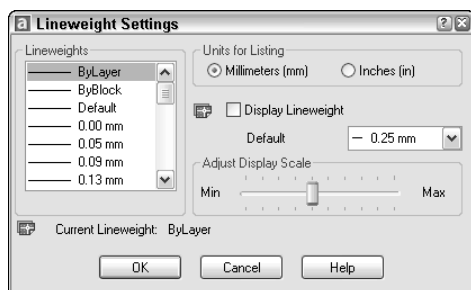 a Lineweight Settings
Lineweights
ByLayer
ByBlock
Default
0.00 mm
0.05 mm
0.09 mm
0.13 mm
Units for Listing
Millimeters (mm) Inches (in)
Display Lineweight
Default 0.25 mm
Adjust Display Scale
Min Max
Current Lineweight: ByLayer
OK Cancel Help